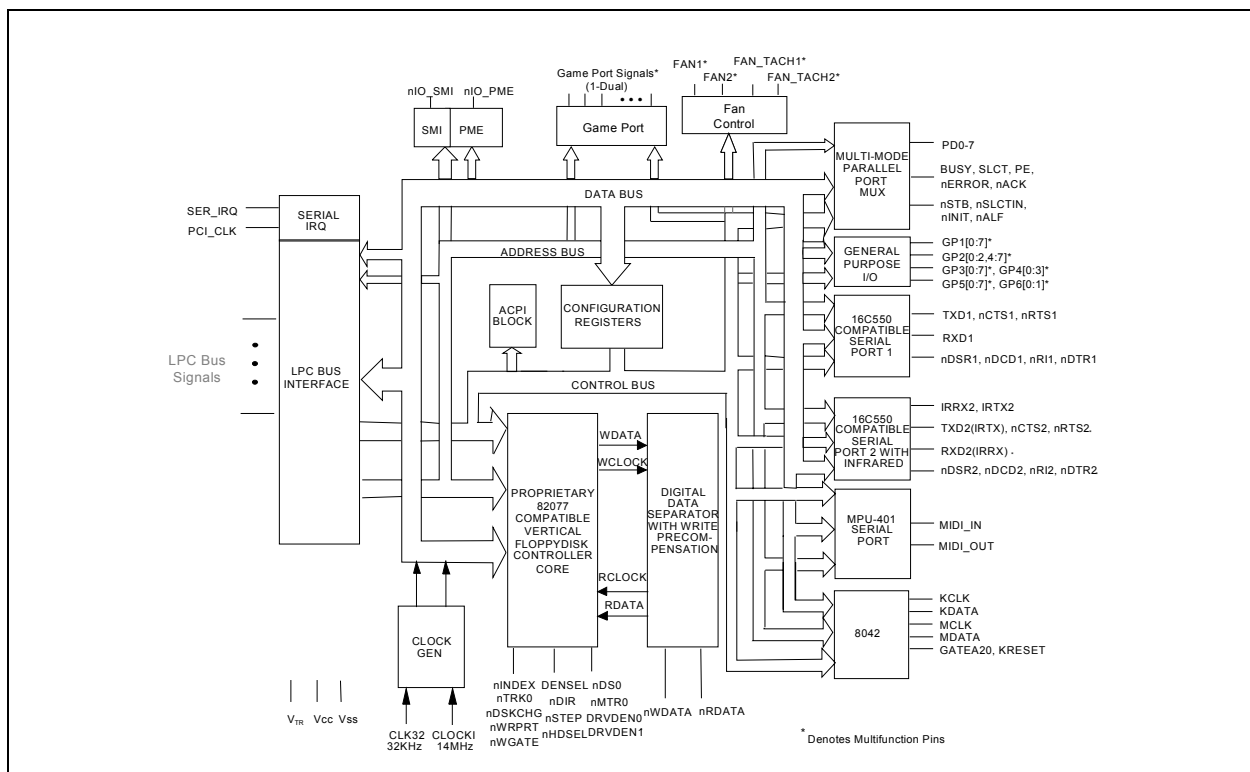 FAN1*
FAN2*
FAN_TACH1*
FAN_TACH2*
Game Port Signals*
(1-Dual)
nIO_SMI
nIO_PME
SMI
PME
Game Port
Fan
Control
MULTI-MODE
PARALLEL
PORT
MUX
PD0-7
BUSY, SLCT, PE,
nERROR, nACK
nSTB, nSLCTIN,
nINIT, nALF
DATA BUS
SER_IRQ
PCI_CLK
SERIAL
IRQ
ADDRESS BUS
GENERAL
PURPOSE
I/O
GP1[0:7]*
GP2[0:2,4:7]*
GP3[0:7]*, GP4[0:3]*
GP5[0:7]*, GP6[0:1]*
ACPI
BLOCK
CONFIGURATION
REGISTERS
16C550
COMPATIBLE
SERIAL
PORT 1
TXD1, nCTS1, nRTS1
RXD1
nDSR1, nDCD1, nRI1, nDTR1
LPC Bus
Signals
LPC BUS
INTERFACE
CONTROL BUS
16C550
COMPATIBLE
SERIAL
PORT 2 WITH
INFRARED
IRRX2, IRTX2
TXD2(IRTX), nCTS2, nRTS2.
RXD2(IRRX) .
nDSR2, nDCD2, nRI2, nDTR2.
WDATA
WCLOCK
RCLOCK
RDATA
PROPRIETARY
82077
COMPATIBLE
VERTICAL
FLOPPYDISK
CONTROLLER
CORE
DIGITAL
DATA
SEPARATOR
WITH WRITE
PRECOM-
PENSATION
MPU-401
SERIAL
PORT
MIDI_IN
MIDI_OUT
8042
KCLK
KDATA
MCLK
MDATA
GATEA20, KRESET
CLOCK
GEN
VTR
Vcc
Vss
CLK32
32KHz
CLOCKI
14MHz
nINDEX
nTRK0
nDSKCHG
nWRPRT
nWGATE
DENSEL
nDIR
nSTEP
nHDSEL
nDS0
nMTR0
DRVDEN0
DRVDEN1
nWDATA
nRDATA
* Denotes Multifunction Pins